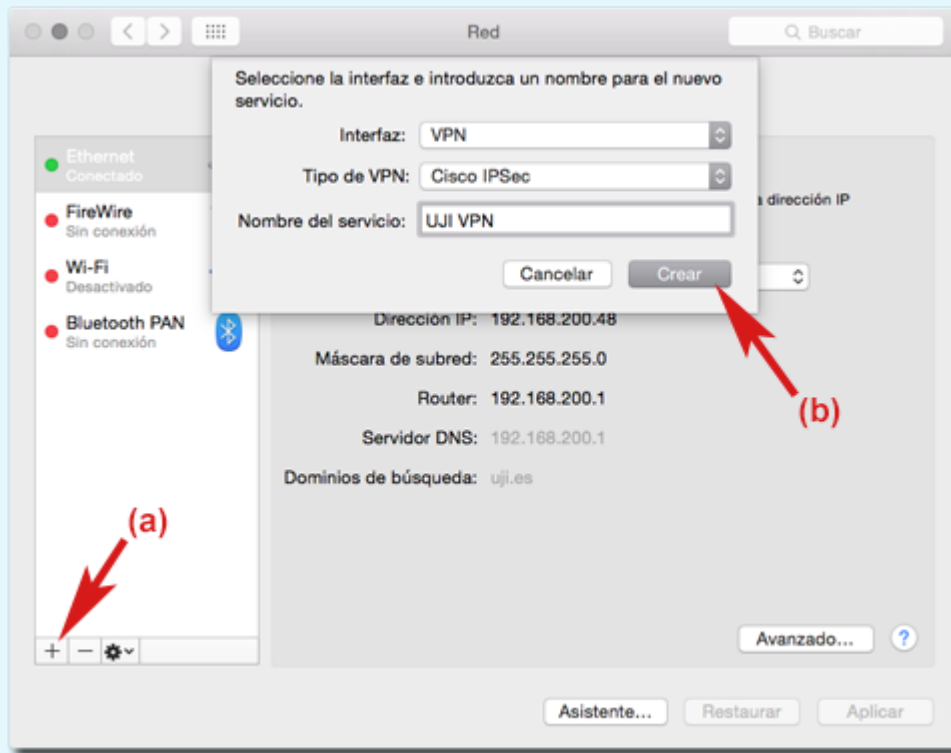 Red
Buscar
Seleccione la interfaz e introduzca un nombre para el nuevo
servicio.
Interfaz: VPN
Tipo de VPN: Cisco IPSec
Nombre del servicio: UJI VPN
Cancelar Crear
(b)
Ethernet
Conectado
FireWire
Sin conexión
Wi-Fi
Desactivado
Bluetooth PAN
Sin conexión
(a)
a dirección IP
Dirección IP: 192.168.200.48
Máscara de subred: 255.255.255.0
Router: 192.168.200.1
Servidor DNS: 192.168.200.1
Dominios de búsqueda: uji.es
Avanzado... ?
Asistente... Restaurar Aplicar